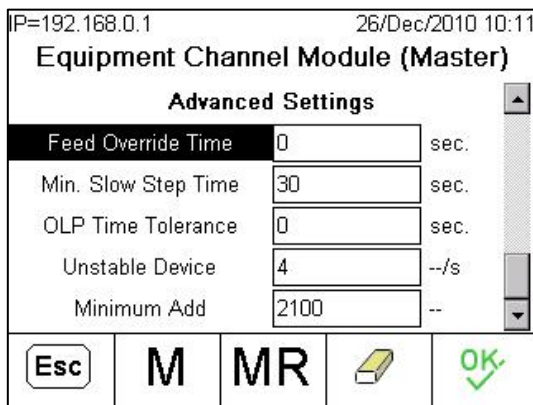 IP=192.168.0.1 26/Dec/2010 10:11
Equipment Channel Module (Master)
Advanced Settings
Feed Override Time 0 sec.
Min. Slow Step Time 30 sec.
OLP Time Tolerance 0 sec.
Unstable Device 4 --/s
Minimum Add 2100 --
Esc M MR OK